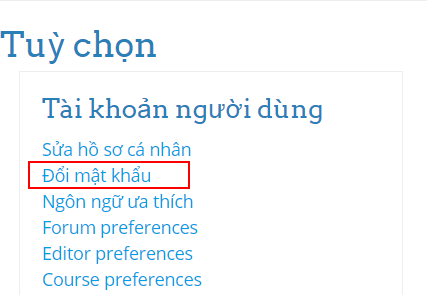 Tuỳ chọn
Tài khoản người dùng
Sửa hồ sơ cá nhân
Đổi mật khẩu
Ngôn ngữ ưa thích
Forum preferences
Editor preferences
Course preferences